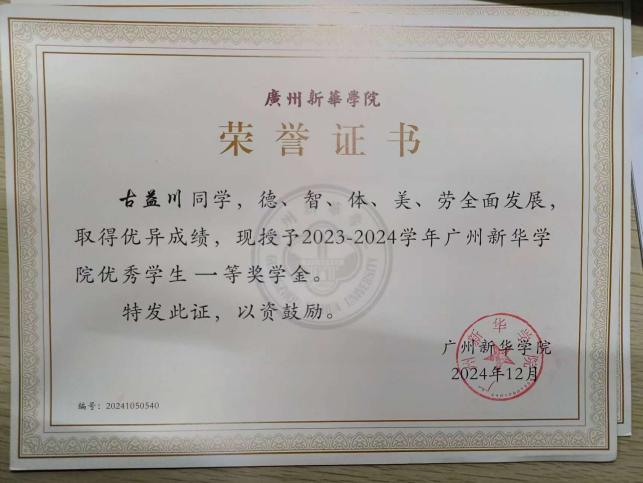 廣州新華學院
荣誉证书
古益川同学，德、智、体、美、劳全面发展，
取得优异成绩，现授予2023-2024学年广州新华学
院优秀学生一等奖学金。
特发此证，以资鼓励。
广州新华学院
2024年12月
编号：20241050540